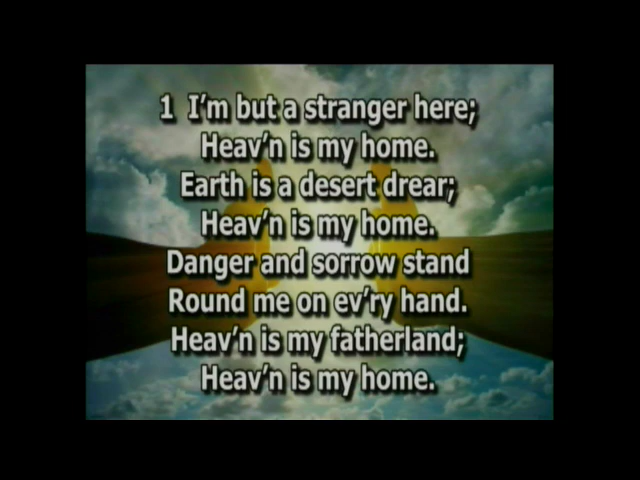 1 I'm but a stranger here;
Heav'n is my home.
Earth is a desert drear;
Heav'n is my home.
Danger and sorrow stand
Round me on ev'ry hand.
Heav'n is my fatherland;
Heav'n is my home.